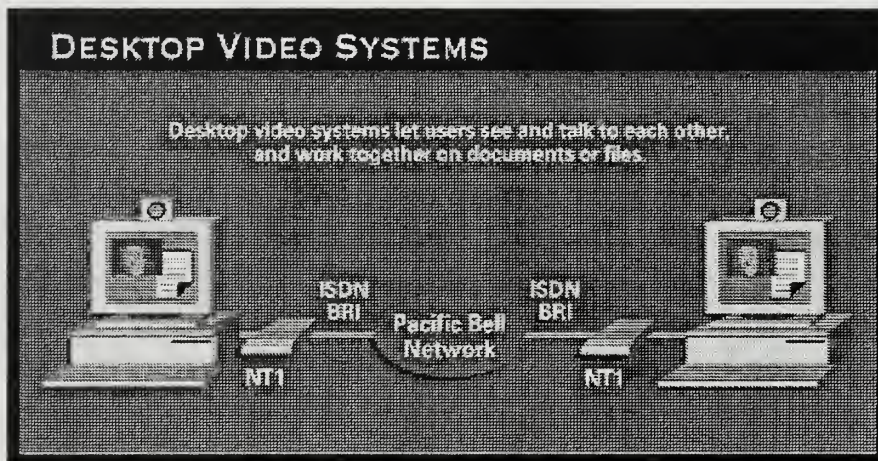 DESKTOP VIDEO SYSTEMS
Desktop video systems let users see and talk to each other,
and work together on documents or files.
ISDN
BRI
Pacific Bell
Network
ISDN
BRI
NT1
NT1